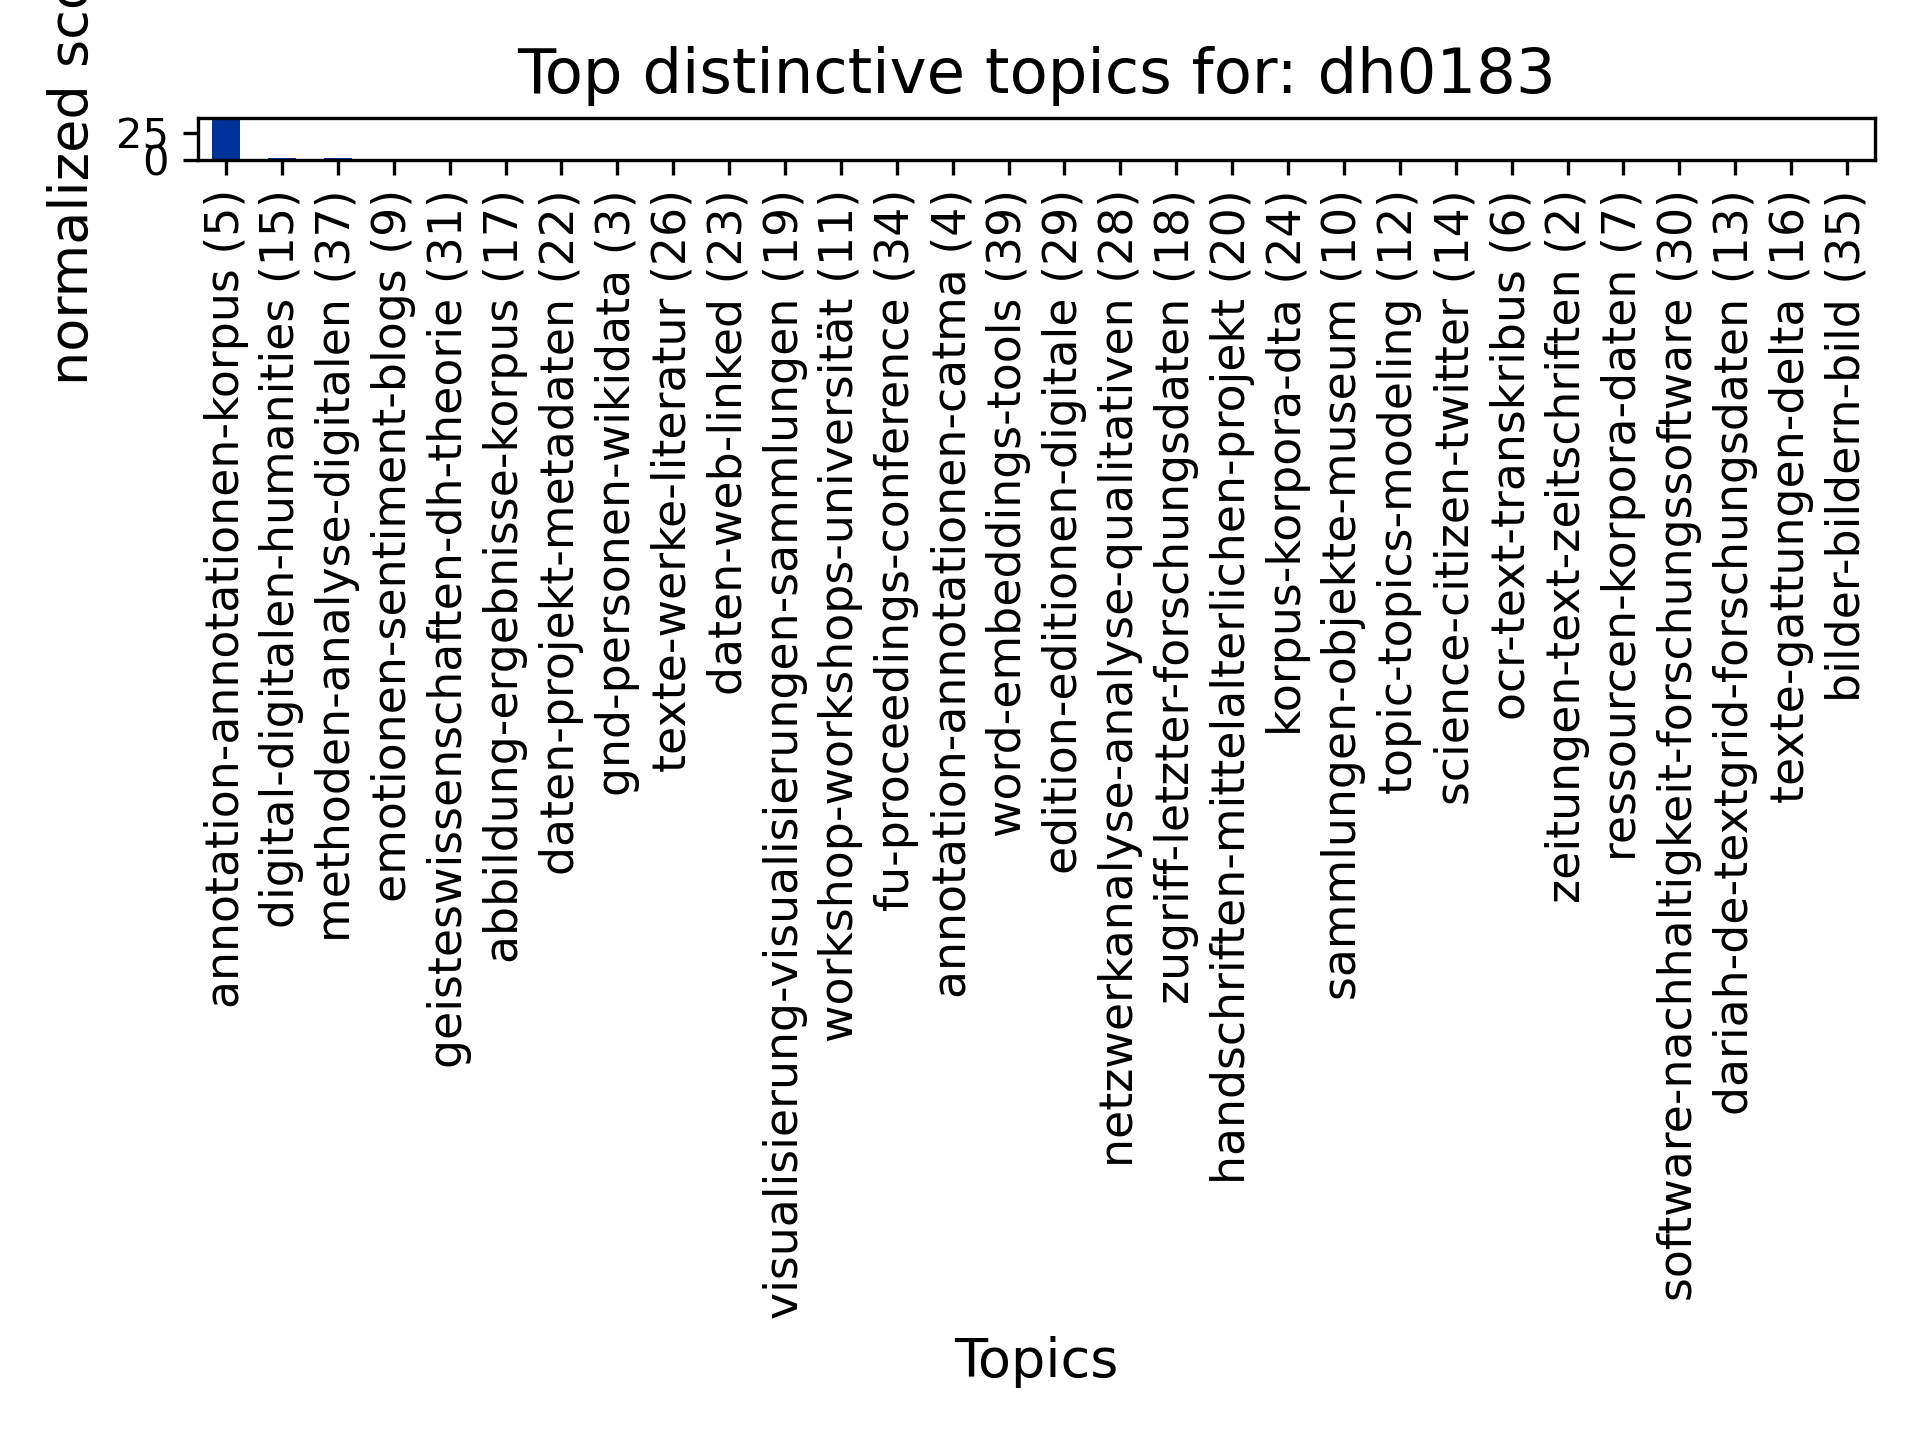 Top distinctive topics for: dh0183
normalized sco
25
0
annotation-annotationen-korpus (5)
digital-digitalen-humanities (15)
methoden-analyse-digitalen (37)
emotionen-sentiment-blogs (9)
geisteswissenschaften-dh-theorie (31)
abbildung-ergebnisse-korpus (17)
daten-projekt-metadaten (22)
gnd-personen-wikidata (3)
texte-werke-literatur (26)
daten-web-linked (23)
visualisierung-visualisierungen-sammlungen (19)
workshop-workshops-universität (11)
fu-proceedings-conference (34)
annotation-annotationen-catma (4)
word-embeddings-tools (39)
edition-editionen-digitale (29)
netzwerkanalyse-analyse-qualitativen (28)
zugriff-letzter-forschungsdaten (18)
handschriften-mittelalterlichen-projekt (20)
korpus-korpora-dta (24)
sammlungen-objekte-museum (10)
topic-topics-modeling (12)
science-citizen-twitter (14)
ocr-text-transkribus (6)
zeitungen-text-zeitschriften (2)
ressourcen-korpora-daten (7)
software-nachhaltigkeit-forschungssoftware (30)
dariah-de-textgrid-forschungsdaten (13)
texte-gattungen-delta (16)
bilder-bildern-bild (35)
Topics